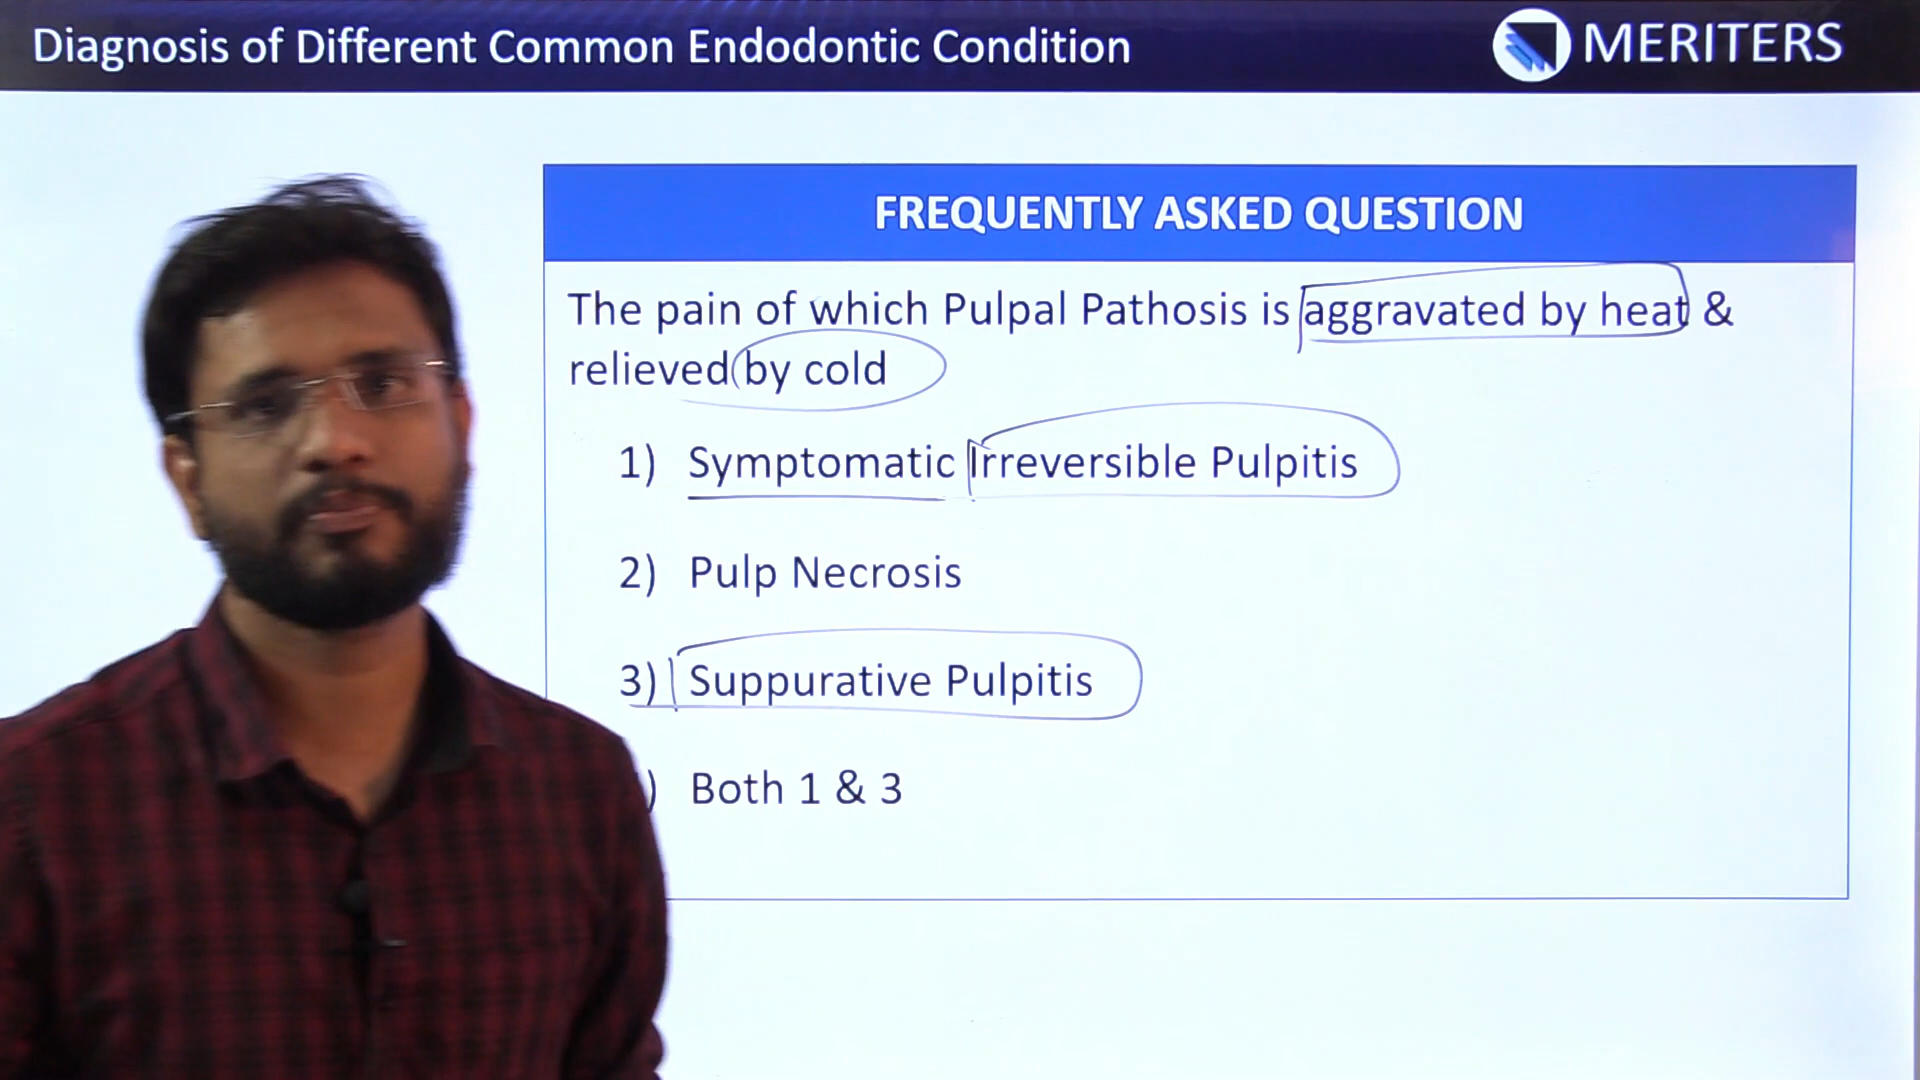 Diagnosis of Different Common Endodontic Condition
MERITERS
FREQUENTLY ASKED QUESTION
The pain of which Pulpal Pathosis is aggravated by heat &
relieved by cold
1) Symptomatic Irreversible Pulpitis
2) Pulp Necrosis
3) Suppurative Pulpitis
) Both 1 & 3